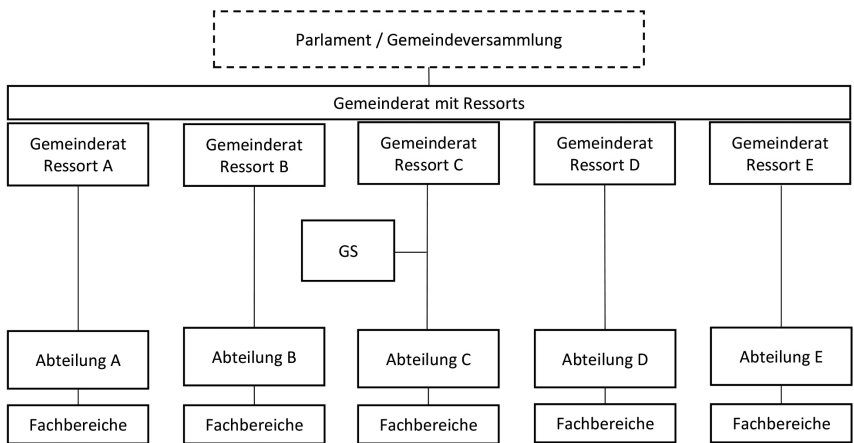 Parlament / Gemeindeversammlung
Gemeinderat mit Ressorts
Gemeinderat
Ressort A
Gemeinderat
Ressort B
Gemeinderat
Ressort C
Gemeinderat
Ressort D
Gemeinderat
Ressort E
GS
Abteilung A
Abteilung B
Abteilung C
Abteilung D
Abteilung E
Fachbereiche
Fachbereiche
Fachbereiche
Fachbereiche
Fachbereiche